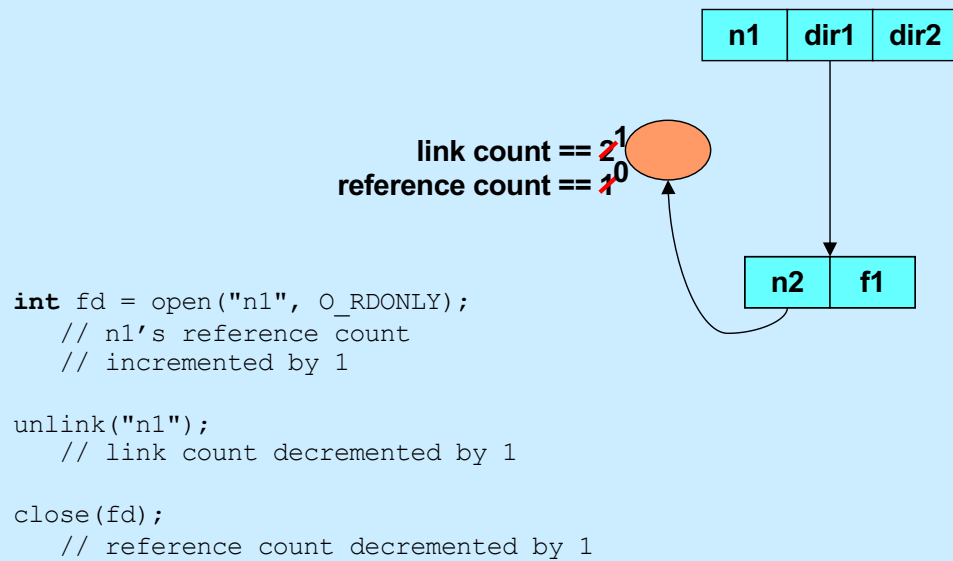 n1 dir1 dir2
link count == 2 1
reference count == 1 0
n2 f1
int fd = open("n1", O_RDONLY);
// n1's reference count
// incremented by 1
unlink("n1");
// link count decremented by 1
close(fd);
// reference count decremented by 1